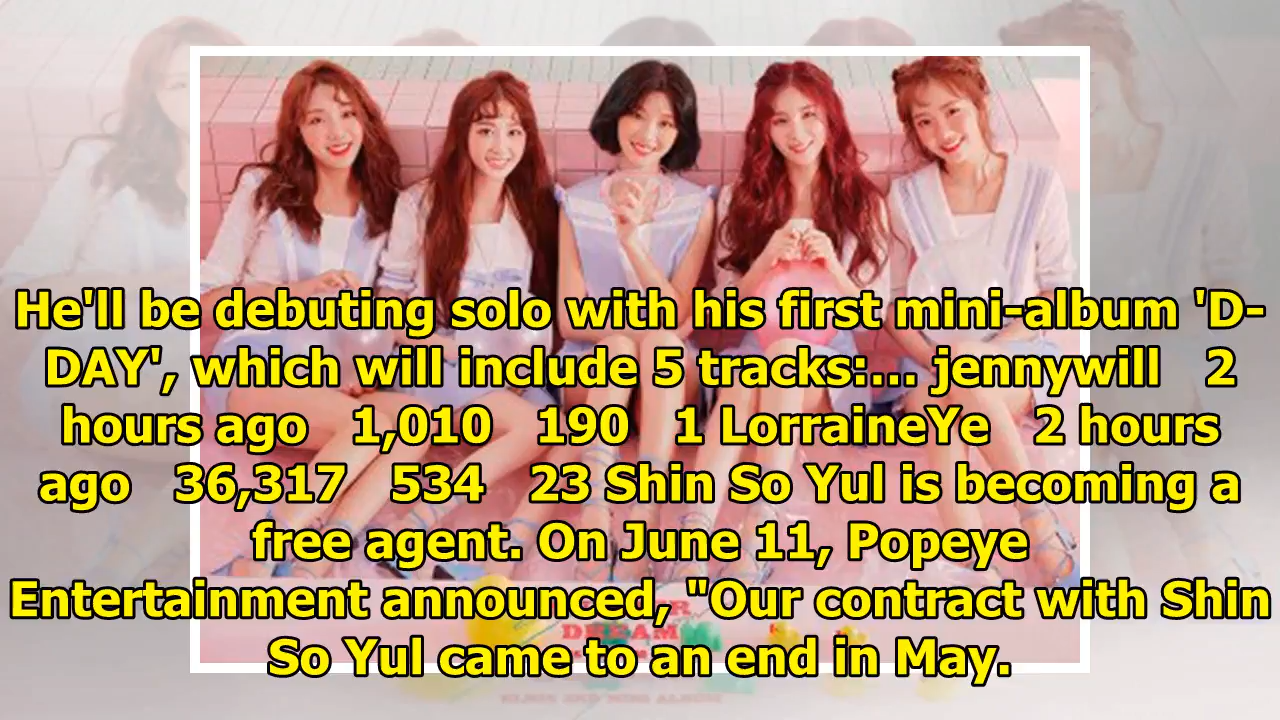 He'll be debuting solo with his first mini-album 'D-
DAY', which will include 5 tracks:... jennywill 2
hours ago 1,010 190 1 LorraineYe 2 hours
ago 36,317 534 23 Shin So Yul is becoming a
free agent. On June 11, Popeye
Entertainment announced, "Our contract with Shin
So Yul came to an end in May.
DREAM
MINI ALBUM